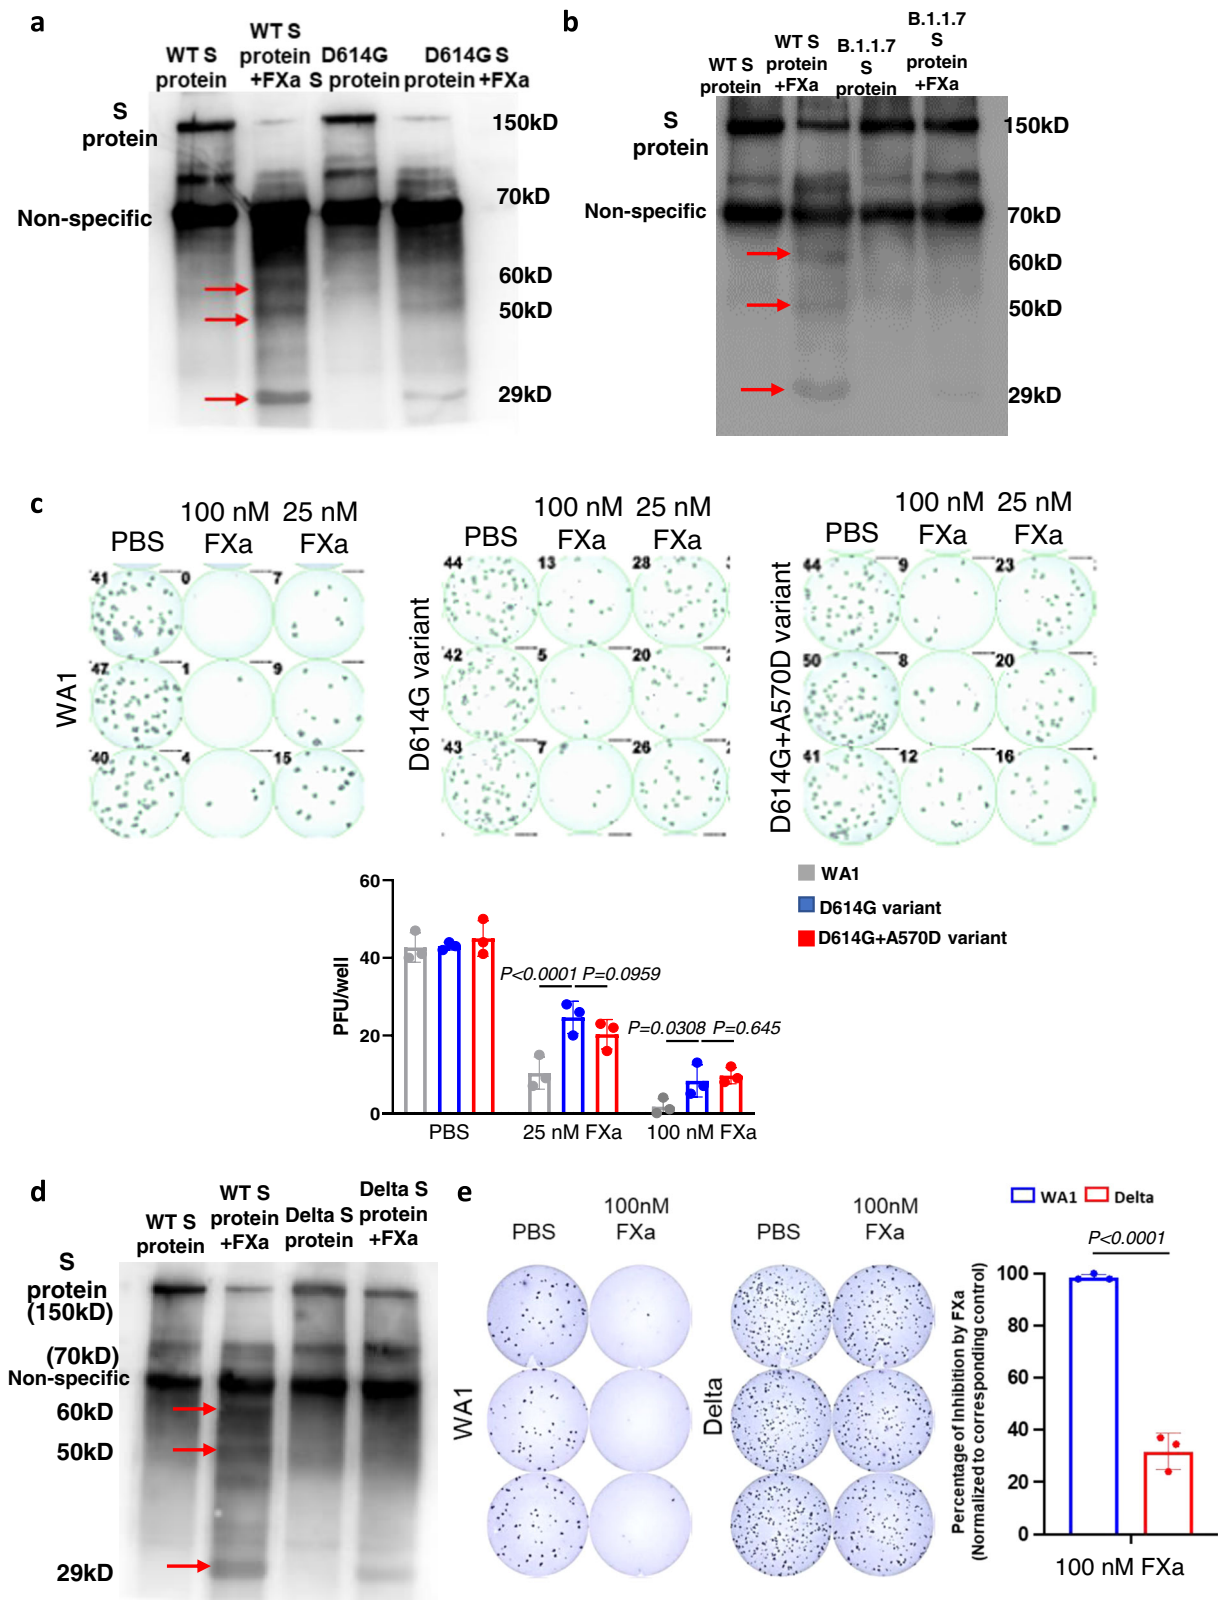 a
WT S
protein
WT S
protein
+FXa
D614G
S protein
D614G S
protein +FXa
S
protein
Non-specific
150kD
70kD
60kD
50kD
29kD
b
WT S
protein
WT S
protein
+FXa
B.1.1.7
S
protein
B.1.1.7
S
protein
+FXa
S
protein
Non-specific
150kD
70kD
60kD
50kD
29kD
c
PBS
100 nM
FXa
25 nM
FXa
WA1
41 0 7
47 1 9
40 4 15
PBS
100 nM
FXa
25 nM
FXa
D614G variant
44 13 28
42 5 20
43 7 26
PBS
100 nM
FXa
25 nM
FXa
D614G+A570D variant
44 9 23
50 8 20
41 12 16
WA1
D614G variant
D614G+A570D variant
PFU/well
60
40
20
0
P<0.0001 P=0.0959
P=0.0308 P=0.645
PBS
25 nM FXa
100 nM FXa
d
WT S
protein
WT S
protein
+FXa
Delta S
protein
Delta S
protein
+FXa
S
protein
(150kD)
(70kD)
Non-specific
60kD
50kD
29kD
e
PBS
100nM
FXa
WA1
PBS
100nM
FXa
Delta
WA1 Delta
P<0.0001
Percentage of Inhibition by FXa
(Normalized to corresponding control)
100
80
60
40
20
0
100 nM FXa